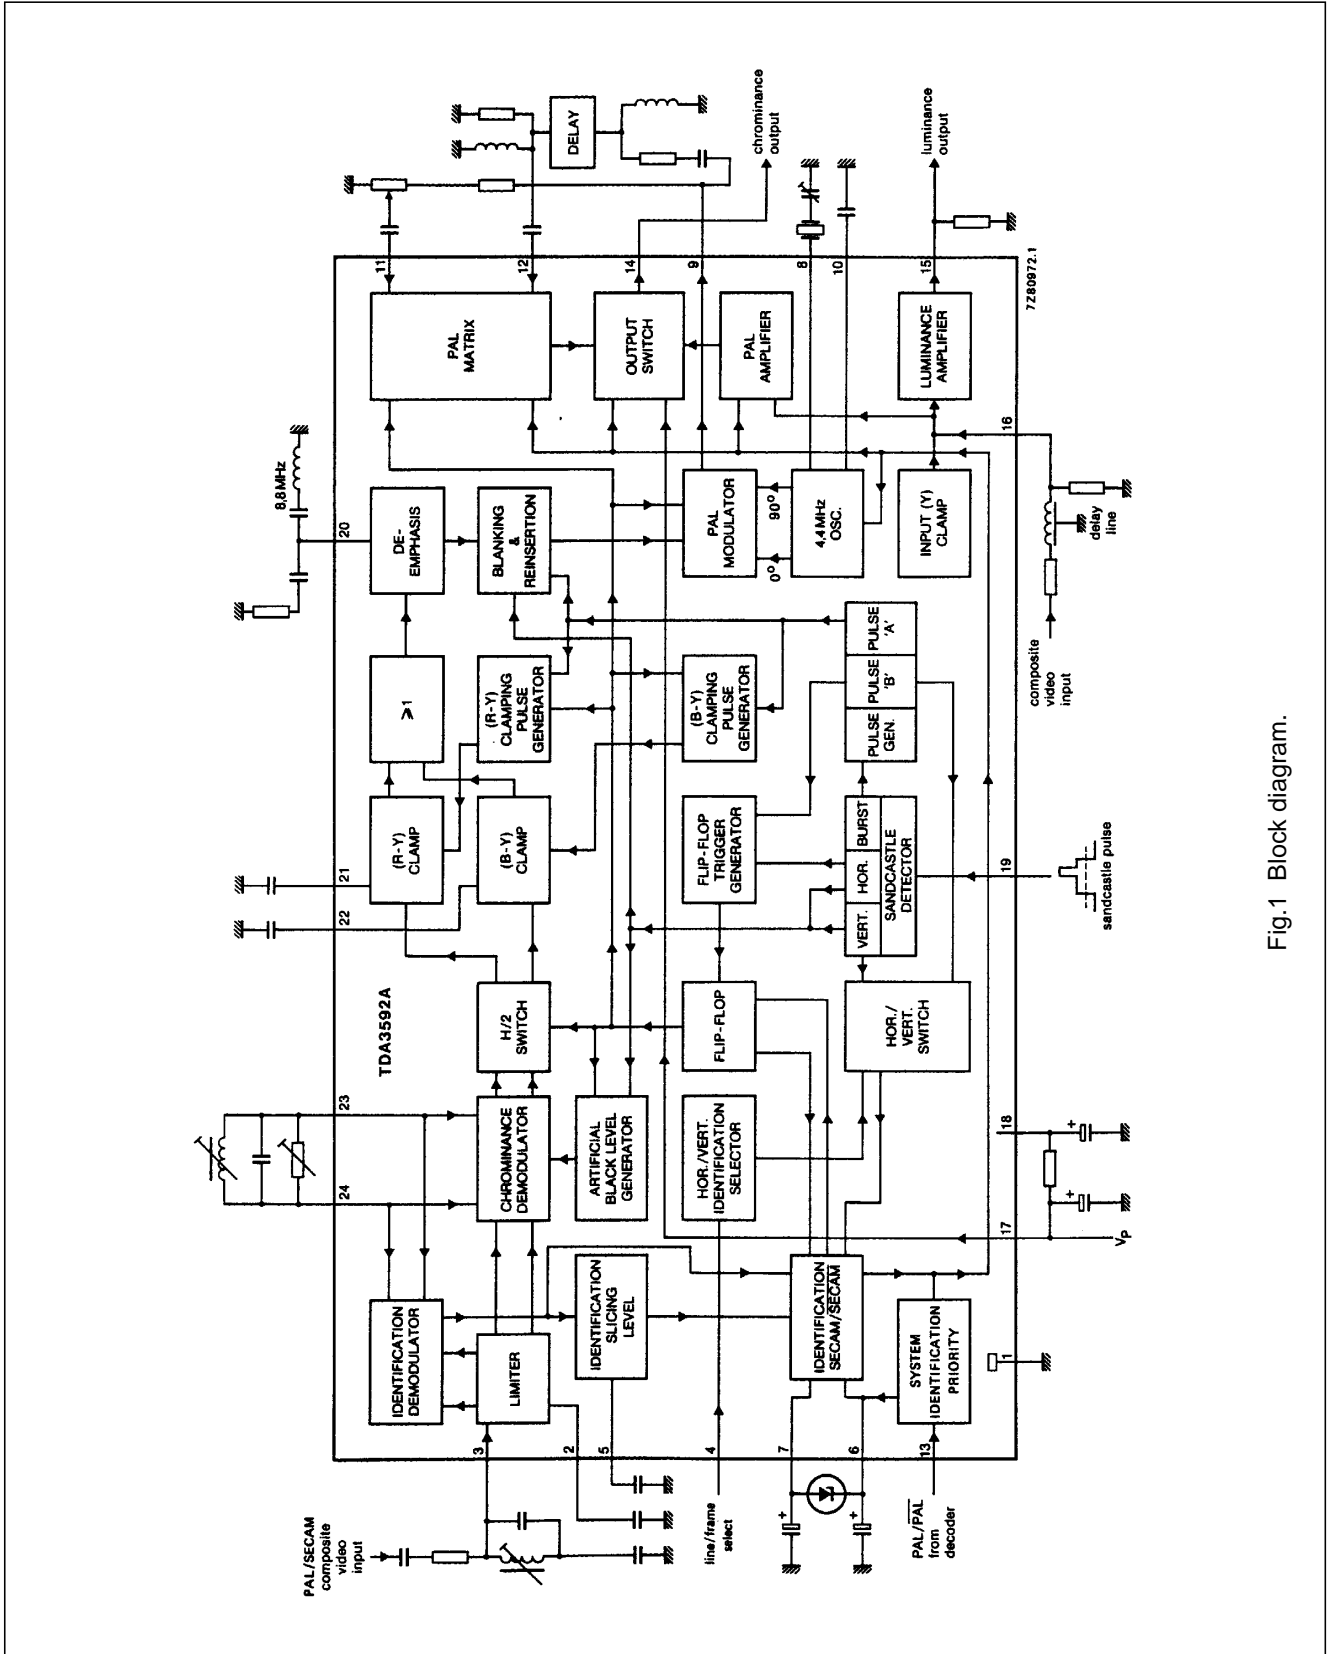 PAL/SECAM
composite
video
input
3
2
5
line/frame
select
4
7
6
PAL/PAL
from
decoder
13
1
24
23
22
21
20
8,8MHz
TDA3592A
IDENTIFICATION
DEMODULATOR
LIMITER
IDENTIFICATION
SLICING
LEVEL
IDENTIFICATION
SECAM/SECAM
SYSTEM
IDENTIFICATION
PRIORITY
CHROMINANCE
DEMODULATOR
ARTIFICIAL
BLACK LEVEL
GENERATOR
HOR./VERT.
IDENTIFICATION
SELECTOR
H/2
SWITCH
FLIP-FLOP
HOR./
VERT.
SWITCH
(R-Y)
CLAMP
(B-Y)
CLAMP
FLIP-FLOP
TRIGGER
GENERATOR
VERT.
HOR.
BURST
SANDCASTLE
DETECTOR
≥1
(R-Y)
CLAMPING
PULSE
GENERATOR
(B-Y)
CLAMPING
PULSE
GENERATOR
PULSE
GEN.
PULSE
'B'
PULSE
'A'
DE-
EMPHASIS
BLANKING
&
REINSERTION
PAL
MODULATOR
0°
90°
4,4MHz
OSC.
INPUT (Y)
CLAMP
PAL
MATRIX
OUTPUT
SWITCH
PAL
AMPLIFIER
LUMINANCE
AMPLIFIER
11
12
14
9
8
10
15
DELAY
chrominance
output
luminance
output
17
VP
18
19
sandcastle pulse
16
composite
video
input
delay
line
7Z80972.1
Fig.1 Block diagram.